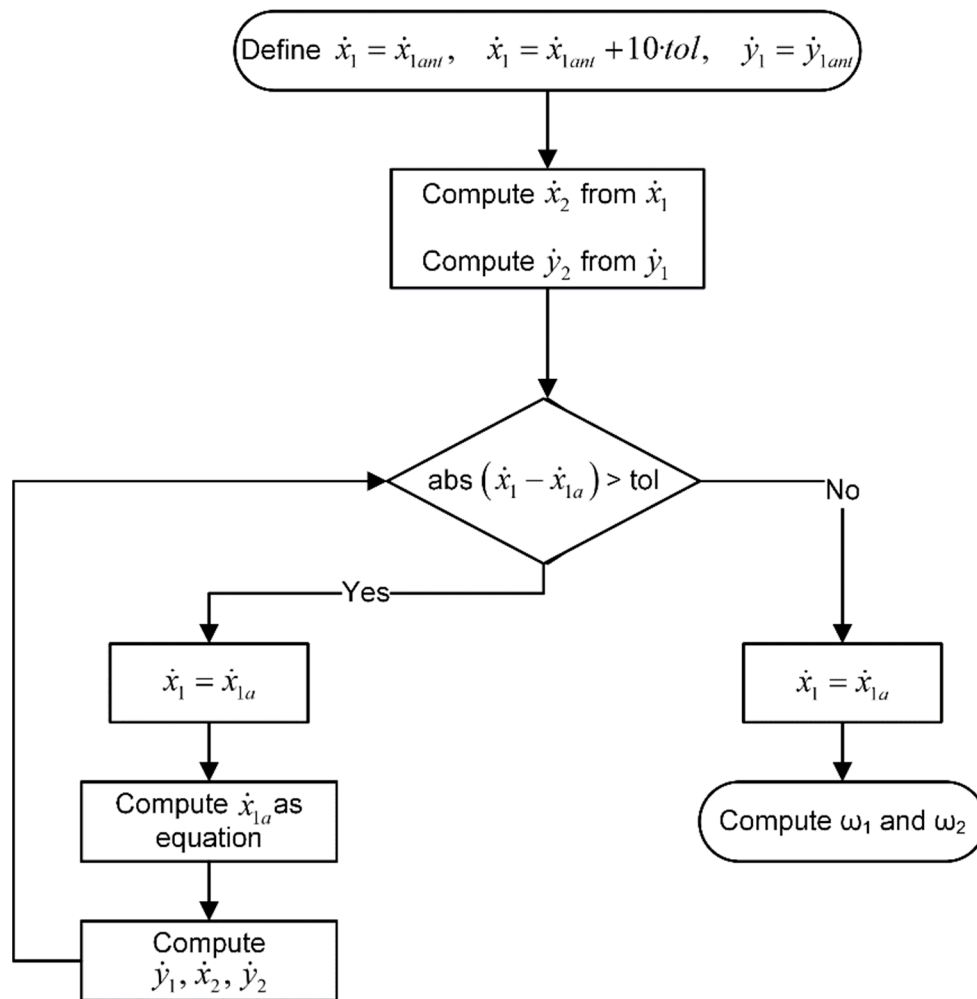 Define ẋ₁ = ẋ₁ₐₙₜ, ẋ₁ = ẋ₁ₐₙₜ + 10·tol, ẏ₁ = ẏ₁ₐₙₜ
Compute ẋ₂ from ẋ₁
Compute ẏ₂ from ẏ₁
abs (ẋ₁ − ẋ₁ₐ) > tol
No
Yes
ẋ₁ = ẋ₁ₐ
ẋ₁ = ẋ₁ₐ
Compute ẋ₁ₐ as
equation
Compute ω₁ and ω₂
Compute
ẏ₁, ẋ₂, ẏ₂